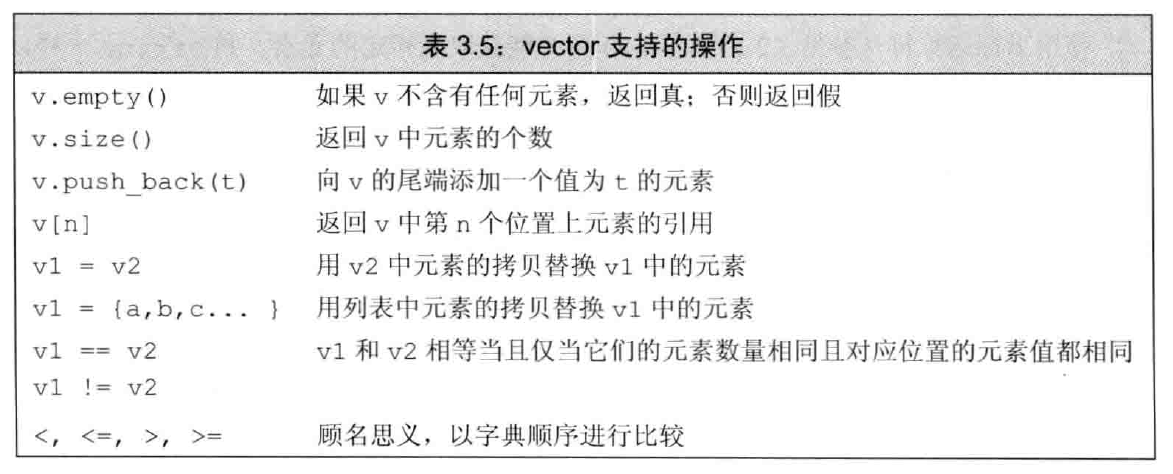 表 3.5：vector 支持的操作
v.empty() 如果 v 不含有任何元素，返回真；否则返回假
v.size() 返回 v 中元素的个数
v.push_back(t) 向 v 的尾端添加一个值为 t 的元素
v[n] 返回 v 中第 n 个位置上元素的引用
v1 = v2 用 v2 中元素的拷贝替换 v1 中的元素
v1 = {a,b,c... } 用列表中元素的拷贝替换 v1 中的元素
v1 == v2 v1 和 v2 相等当且仅当它们的元素数量相同且对应位置的元素值都相同
v1 != v2
<, <=, >, >= 顾名思义，以字典顺序进行比较